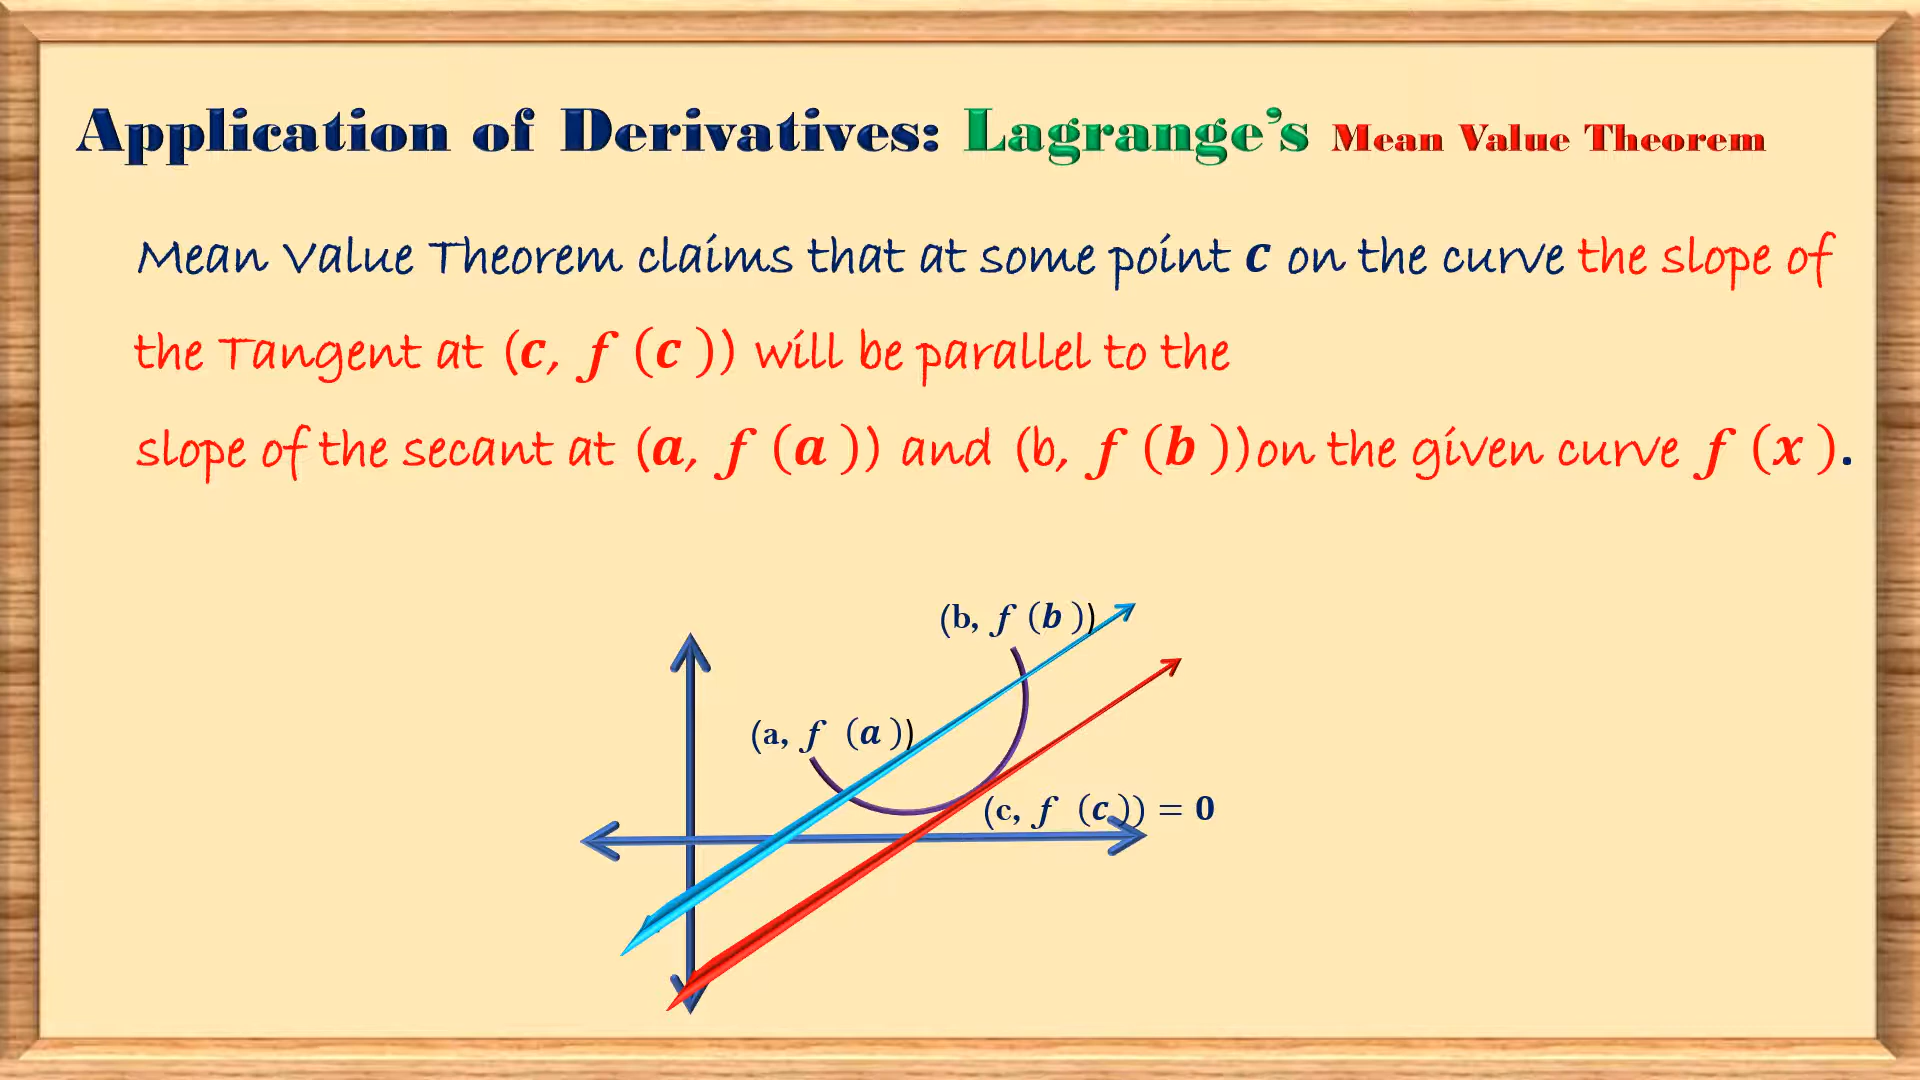 Application of Derivatives: Lagrange's Mean Value Theorem
Mean Value Theorem claims that at some point c on the curve the slope of
the Tangent at (c, f (c )) will be parallel to the
slope of the secant at (a, f (a )) and (b, f (b ))on the given curve f (x ).
(b, f (b ))
(a, f (a ))
(c, f (c )) = 0